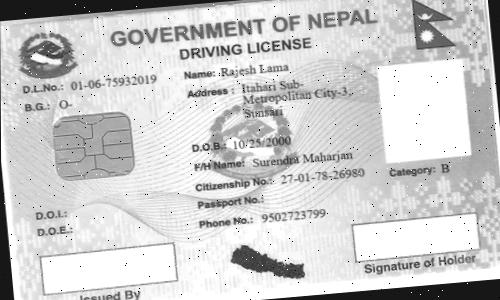 GOVERNMENT OF NEPAL
DRIVING LICENSE
D.L.No.: 01-06-75932019
B.G.: O-
Name: Rajesh Lama
Address : Itahari Sub-
Metropolitan City-3,
Sunsari
D.O.B.: 10/25/2000
F/H Name: Surendra Maharjan
Citizenship No.: 27-01-78-26980
Category: B
Passport No.:
Phone No.: 9502723799
D.O.I.:
D.O.E.:
Issued By
Signature of Holder